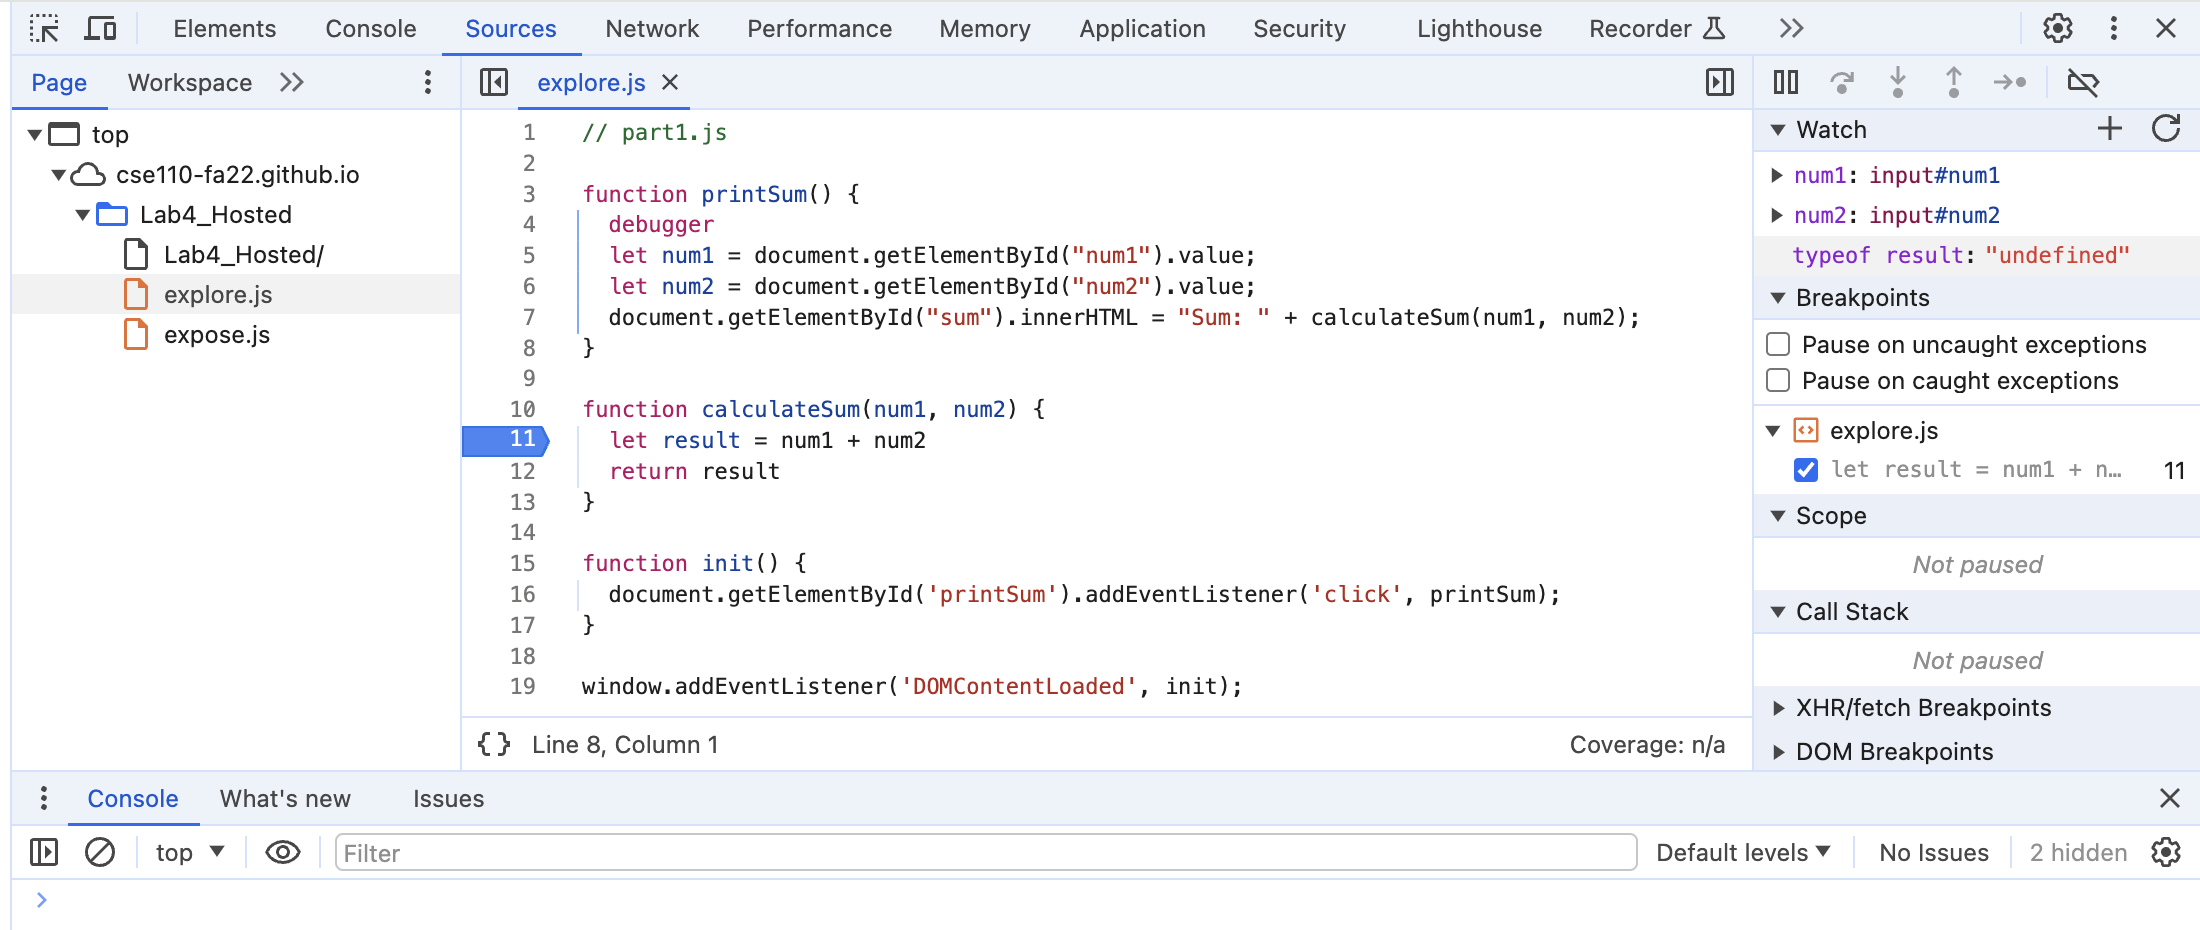 Elements Console Sources Network Performance Memory Application Security Lighthouse Recorder
Page Workspace
explore.js
top
cse110-fa22.github.io
Lab4_Hosted
Lab4_Hosted/
explore.js
expose.js
1 // part1.js
2
3 function printSum() {
4 debugger
5 let num1 = document.getElementById("num1").value;
6 let num2 = document.getElementById("num2").value;
7 document.getElementById("sum").innerHTML = "Sum: " + calculateSum(num1, num2);
8 }
9
10 function calculateSum(num1, num2) {
11 let result = num1 + num2
12 return result
13 }
14
15 function init() {
16 document.getElementById('printSum').addEventListener('click', printSum);
17 }
18
19 window.addEventListener('DOMContentLoaded', init);
{} Line 8, Column 1 Coverage: n/a
Watch
num1: input#num1
num2: input#num2
typeof result: "undefined"
Breakpoints
Pause on uncaught exceptions
Pause on caught exceptions
explore.js
let result = num1 + n… 11
Scope
Not paused
Call Stack
Not paused
XHR/fetch Breakpoints
DOM Breakpoints
Console What's new Issues
top Filter Default levels No Issues 2 hidden